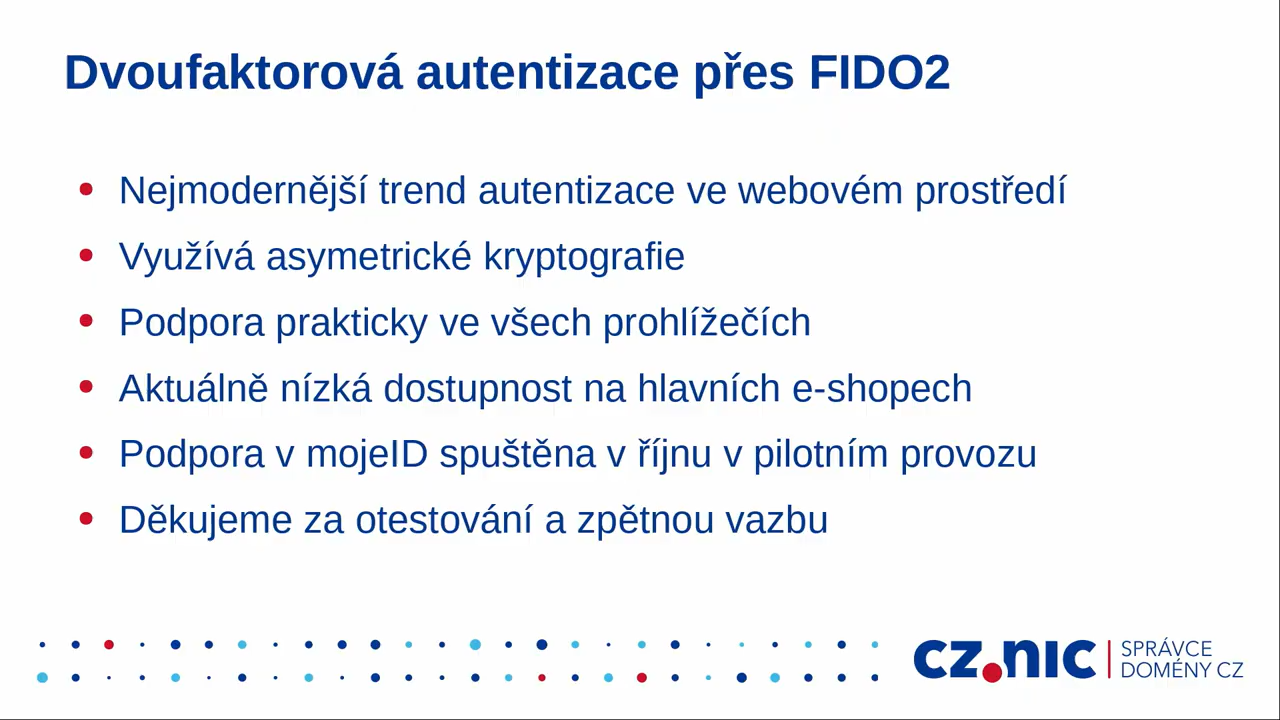 Dvoufaktorová autentizace přes FIDO2
Nejmodernější trend autentizace ve webovém prostředí
Využívá asymetrické kryptografie
Podpora prakticky ve všech prohlížečích
Aktuálně nízká dostupnost na hlavních e-shopech
Podpora v mojeID spuštěna v říjnu v pilotním provozu
Děkujeme za otestování a zpětnou vazbu
CZ.NIC
SPRÁVCE
DOMÉNY CZ